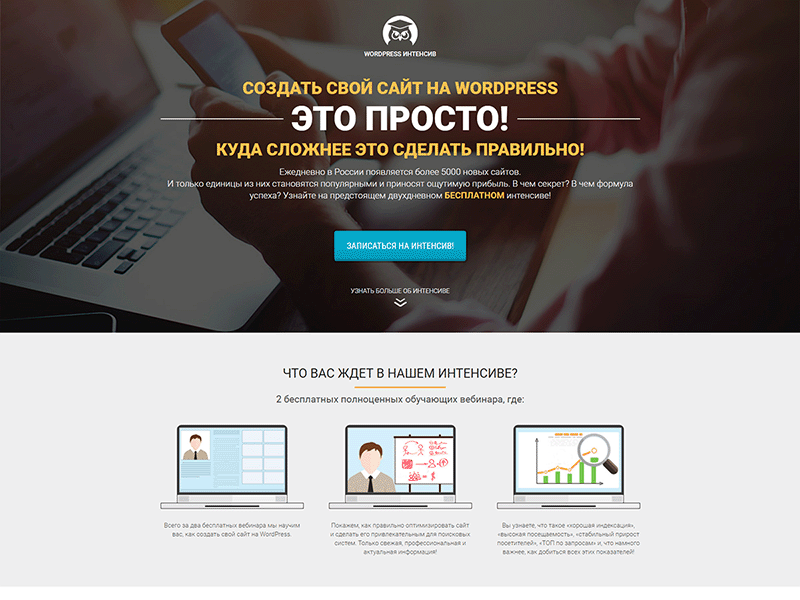 WORDPRESS ИНТЕНСИВ
СОЗДАТЬ СВОЙ САЙТ НА WORDPRESS
ЭТО ПРОСТО!
КУДА СЛОЖНЕЕ ЭТО СДЕЛАТЬ ПРАВИЛЬНО!
Ежедневно в России появляется более 5000 новых сайтов.
И только единицы из них становятся популярными и приносят ощутимую прибыль. В чем секрет? В чем формула
успеха? Узнайте на предстоящем двухдневном БЕСПЛАТНОМ интенсиве!
ЗАПИСАТЬСЯ НА ИНТЕНСИВ!
УЗНАТЬ БОЛЬШЕ ОБ ИНТЕНСИВЕ
ЧТО ВАС ЖДЕТ В НАШЕМ ИНТЕНСИВЕ?
2 бесплатных полноценных обучающих вебинара, где:
Всего за два бесплатных вебинара мы научим
вас, как создать свой сайт на WordPress.
Покажем, как правильно оптимизировать сайт
и сделать его привлекательным для поисковых
систем. Только свежая, профессиональная и
актуальная информация!
Вы узнаете, что такое «хорошая индексация»,
«высокая посещаемость», «стабильный прирост
посетителей», «ТОП по запросам» и, что намного
важнее, как добиться всех этих показателей!